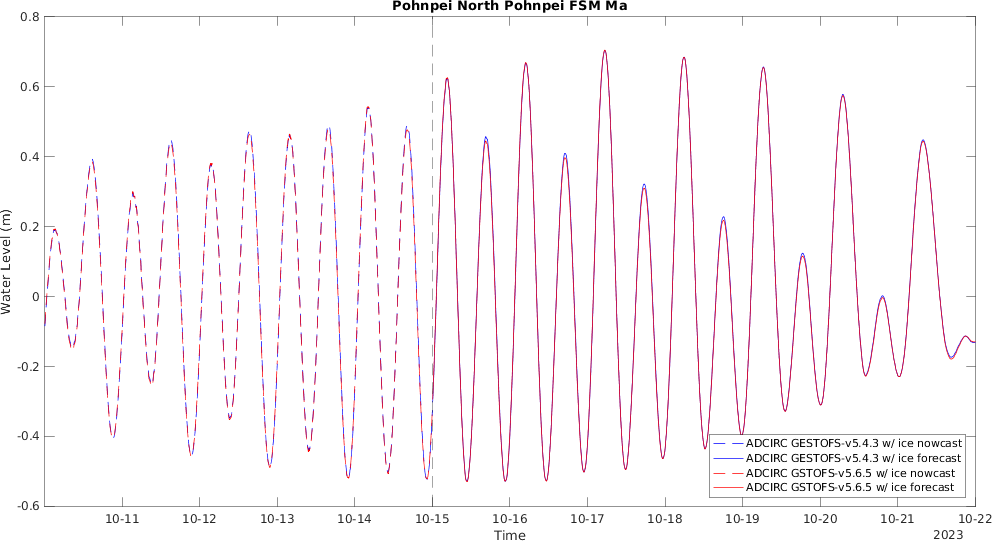 Pohnpei North Pohnpei FSM Ma
0.8
0.6
0.4
0.2
0
-0.2
-0.4
-0.6
Water Level (m)
ADCIRC GESTOFS-v5.4.3 w/ ice nowcast
ADCIRC GESTOFS-v5.4.3 w/ ice forecast
ADCIRC GSTOFS-v5.6.5 w/ ice nowcast
ADCIRC GSTOFS-v5.6.5 w/ ice forecast
10-11 10-12 10-13 10-14 10-15 10-16 10-17 10-18 10-19 10-20 10-21 10-22
Time
2023